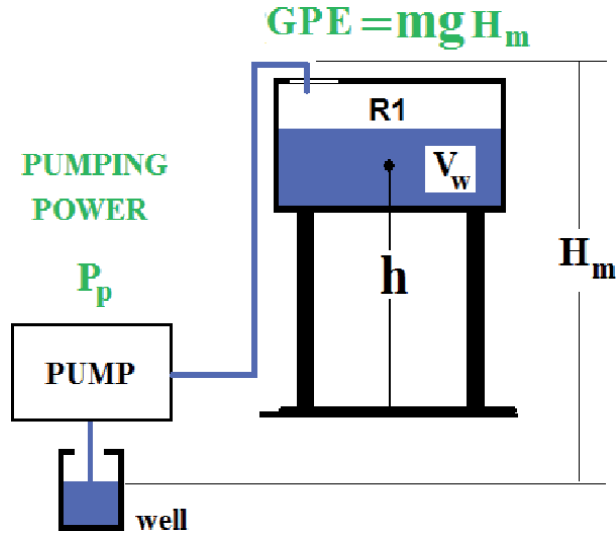 GPE = mg Hm
R1
PUMPING
POWER
Vw
Pp
h
Hm
PUMP
well